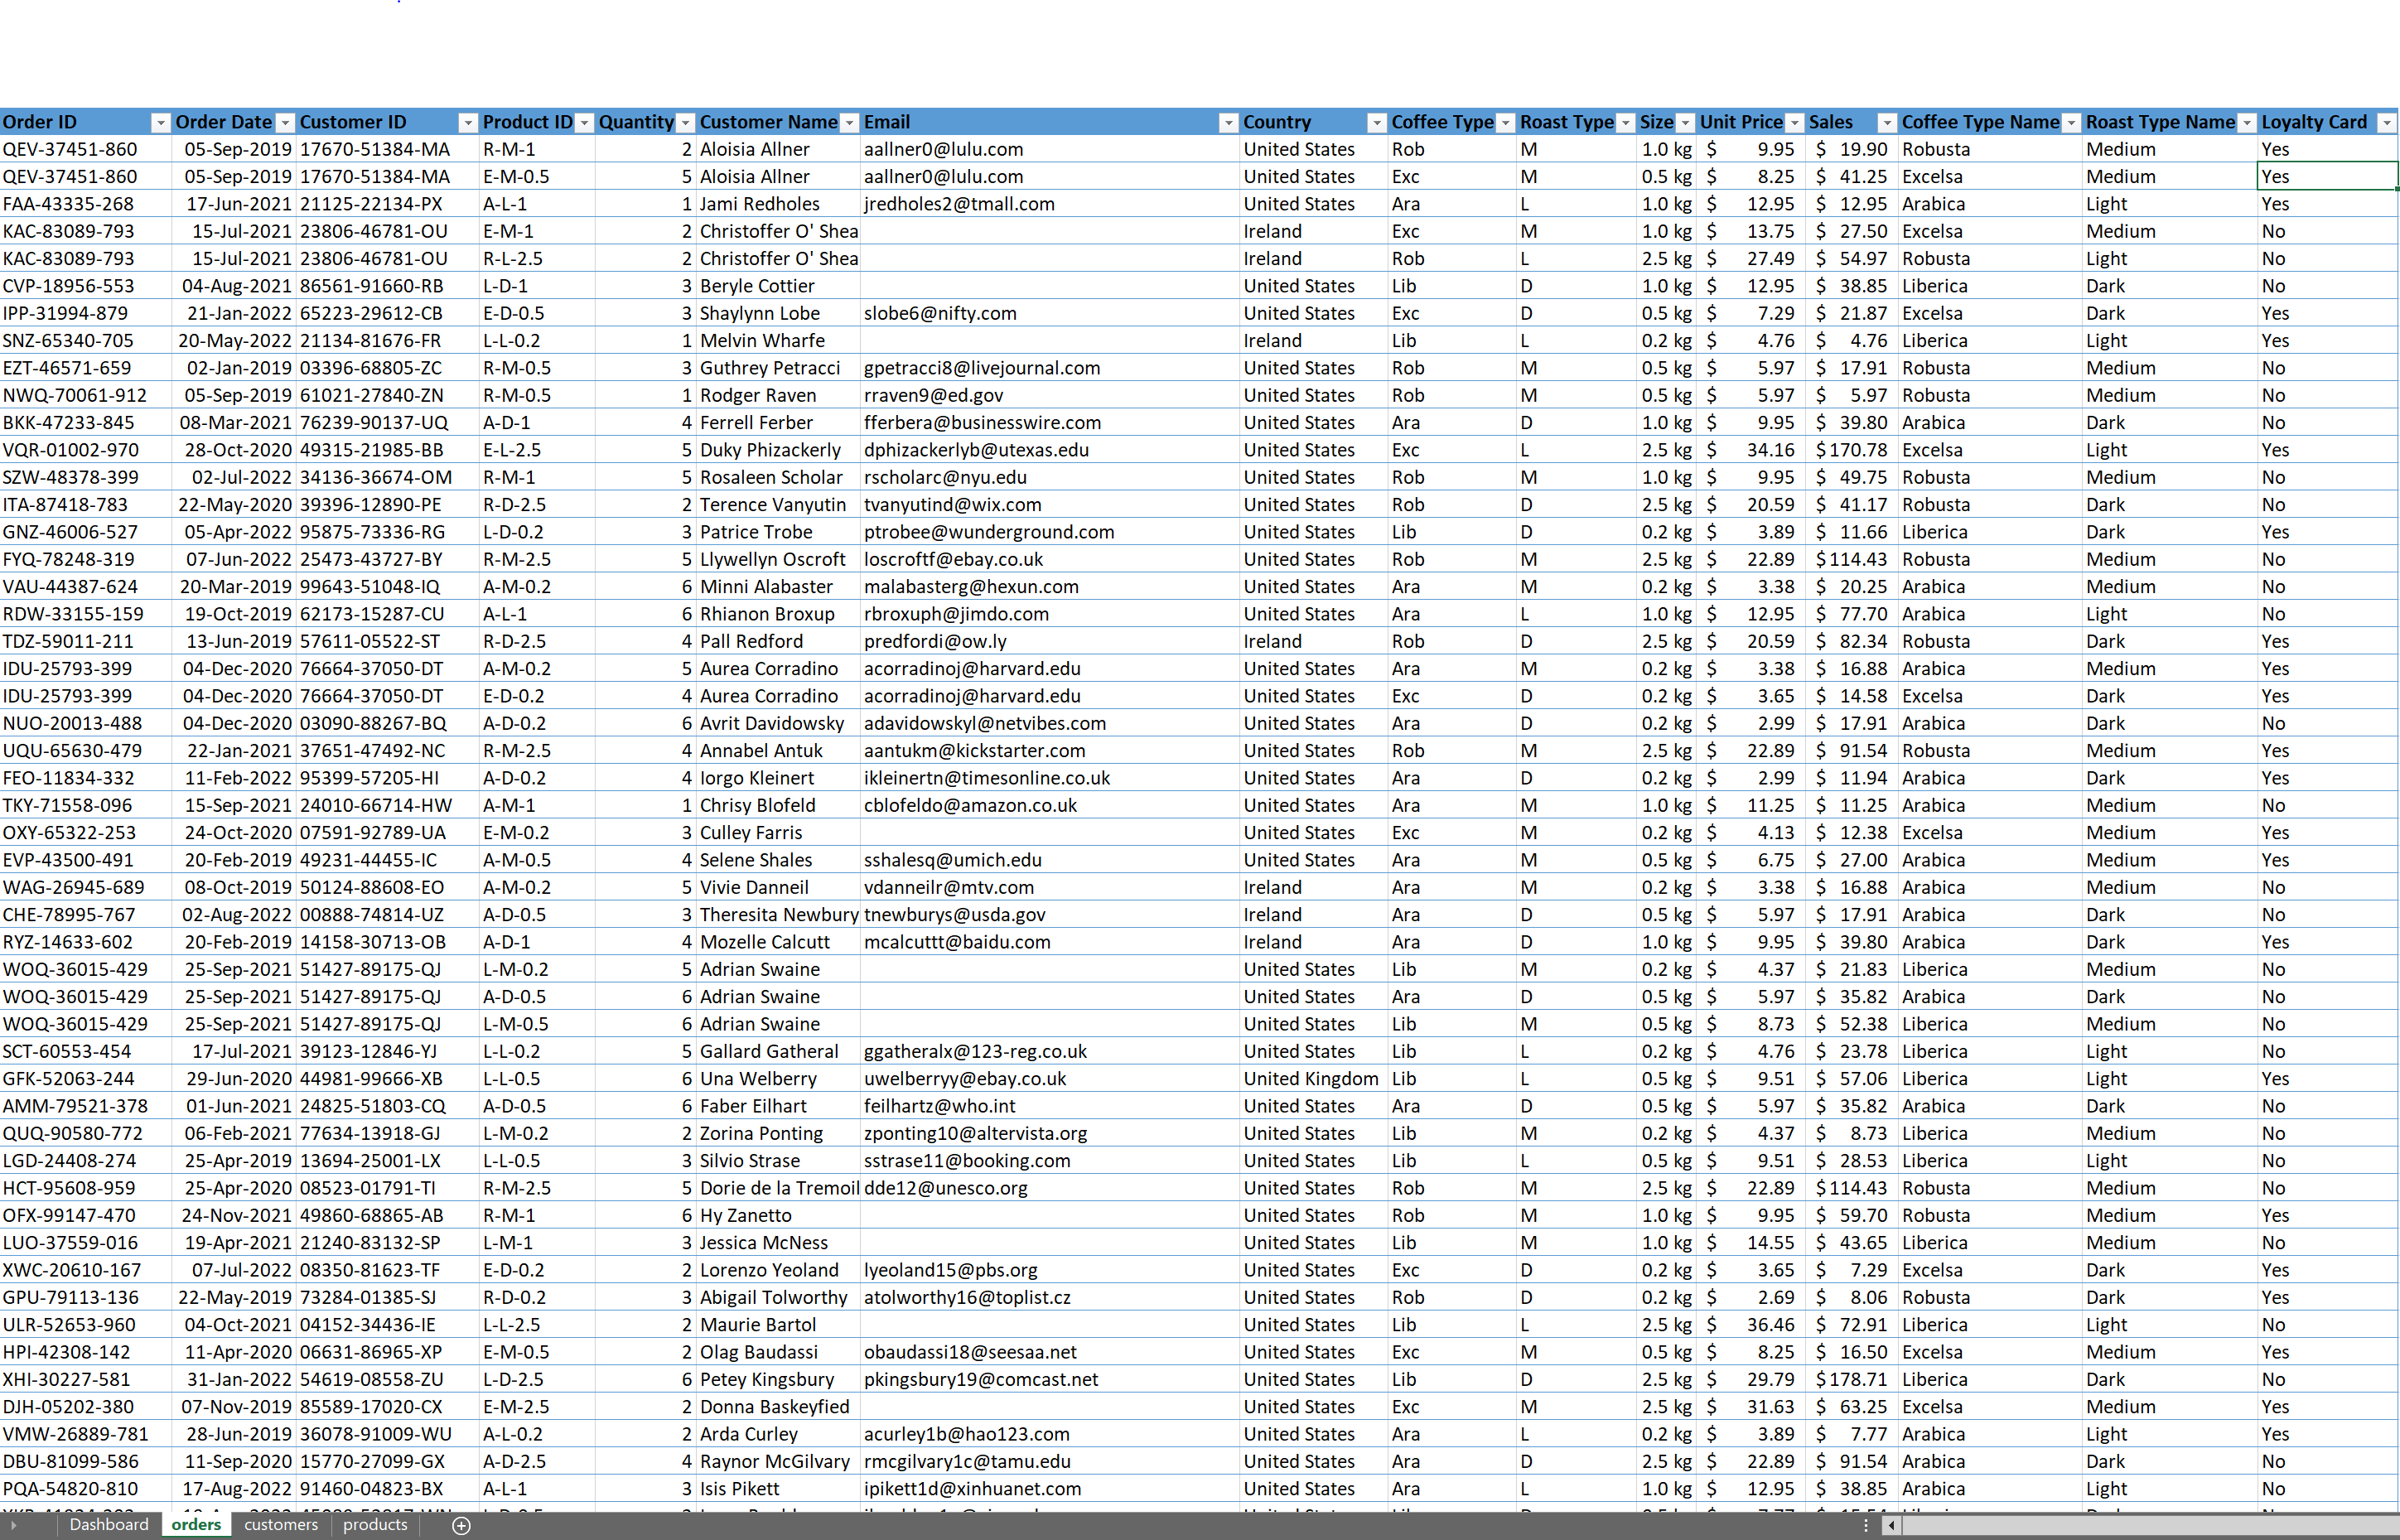 Order ID Order Date Customer ID Product ID Quantity Customer Name Email Country Coffee Type Roast Type Size Unit Price Sales Coffee Type Name Roast Type Name Loyalty Card
QEV-37451-860 05-Sep-2019 17670-51384-MA R-M-1 2 Aloisia Allner aallner0@lulu.com United States Rob M 1.0 kg $ 9.95 $ 19.90 Robusta Medium Yes
QEV-37451-860 05-Sep-2019 17670-51384-MA E-M-0.5 5 Aloisia Allner aallner0@lulu.com United States Exc M 0.5 kg $ 8.25 $ 41.25 Excelsa Medium Yes
FAA-43335-268 17-Jun-2021 21125-22134-PX A-L-1 1 Jami Redholes jredholes2@tmall.com United States Ara L 1.0 kg $ 12.95 $ 12.95 Arabica Light Yes
KAC-83089-793 15-Jul-2021 23806-46781-OU E-M-1 2 Christoffer O' Shea Ireland Exc M 1.0 kg $ 13.75 $ 27.50 Excelsa Medium No
KAC-83089-793 15-Jul-2021 23806-46781-OU R-L-2.5 2 Christoffer O' Shea Ireland Rob L 2.5 kg $ 27.49 $ 54.97 Robusta Light No
CVP-18956-553 04-Aug-2021 86561-91660-RB L-D-1 3 Beryle Cottier United States Lib D 1.0 kg $ 12.95 $ 38.85 Liberica Dark No
IPP-31994-879 21-Jan-2022 65223-29612-CB E-D-0.5 3 Shaylynn Lobe slobe6@nifty.com United States Exc D 0.5 kg $ 7.29 $ 21.87 Excelsa Dark Yes
SNZ-65340-705 20-May-2022 21134-81676-FR L-L-0.2 1 Melvin Wharfe Ireland Lib L 0.2 kg $ 4.76 $ 4.76 Liberica Light Yes
EZT-46571-659 02-Jan-2019 03396-68805-ZC R-M-0.5 3 Guthrey Petracci gpetracci8@livejournal.com United States Rob M 0.5 kg $ 5.97 $ 17.91 Robusta Medium No
NWQ-70061-912 05-Sep-2019 61021-27840-ZN R-M-0.5 1 Rodger Raven rraven9@ed.gov United States Rob M 0.5 kg $ 5.97 $ 5.97 Robusta Medium No
BKK-47233-845 08-Mar-2021 76239-90137-UQ A-D-1 4 Ferrell Ferber fferbera@businesswire.com United States Ara D 1.0 kg $ 9.95 $ 39.80 Arabica Dark No
VQR-01002-970 28-Oct-2020 49315-21985-BB E-L-2.5 5 Duky Phizackerly dphizackerlyb@utexas.edu United States Exc L 2.5 kg $ 34.16 $ 170.78 Excelsa Light Yes
SZW-48378-399 02-Jul-2022 34136-36674-OM R-M-1 5 Rosaleen Scholar rscholarc@nyu.edu United States Rob M 1.0 kg $ 9.95 $ 49.75 Robusta Medium No
ITA-87418-783 22-May-2020 39396-12890-PE R-D-2.5 2 Terence Vanyutin tvanyutind@wix.com United States Rob D 2.5 kg $ 20.59 $ 41.17 Robusta Dark No
GNZ-46006-527 05-Apr-2022 95875-73336-RG L-D-0.2 3 Patrice Trobe ptrobee@wunderground.com United States Lib D 0.2 kg $ 3.89 $ 11.66 Liberica Dark Yes
FYQ-78248-319 07-Jun-2022 25473-43727-BY R-M-2.5 5 Llywellyn Oscroft loscroftf@ebay.co.uk United States Rob M 2.5 kg $ 22.89 $ 114.43 Robusta Medium No
VAU-44387-624 20-Mar-2019 99643-51048-IQ A-M-0.2 6 Minni Alabaster malabasterg@hexun.com United States Ara M 0.2 kg $ 3.38 $ 20.25 Arabica Medium No
RDW-33155-159 19-Oct-2019 62173-15287-CU A-L-1 6 Rhianon Broxup rbroxuph@jimdo.com United States Ara L 1.0 kg $ 12.95 $ 77.70 Arabica Light No
TDZ-59011-211 13-Jun-2019 57611-05522-ST R-D-2.5 4 Pall Redford predfordi@ow.ly Ireland Rob D 2.5 kg $ 20.59 $ 82.34 Robusta Dark Yes
IDU-25793-399 04-Dec-2020 76664-37050-DT A-M-0.2 5 Aurea Corradino acorradinoj@harvard.edu United States Ara M 0.2 kg $ 3.38 $ 16.88 Arabica Medium Yes
IDU-25793-399 04-Dec-2020 76664-37050-DT E-D-0.2 4 Aurea Corradino acorradinoj@harvard.edu United States Exc D 0.2 kg $ 3.65 $ 14.58 Excelsa Dark Yes
NUO-20013-488 04-Dec-2020 03090-88267-BQ A-D-0.2 6 Avrit Davidowsky adavidowskyl@netvibes.com United States Ara D 0.2 kg $ 2.99 $ 17.91 Arabica Dark No
UQU-65630-479 22-Jan-2021 37651-47492-NC R-M-2.5 4 Annabel Antuk aantukm@kickstarter.com United States Rob M 2.5 kg $ 22.89 $ 91.54 Robusta Medium Yes
FEO-11834-332 11-Feb-2022 95399-57205-HI A-D-0.2 4 Iorgo Kleinert ikleinertn@timesonline.co.uk United States Ara D 0.2 kg $ 2.99 $ 11.94 Arabica Dark Yes
TKY-71558-096 15-Sep-2021 24010-66714-HW A-M-1 1 Chrisy Blofeld cblofeldo@amazon.co.uk United States Ara M 1.0 kg $ 11.25 $ 11.25 Arabica Medium No
OXY-65322-253 24-Oct-2020 07591-92789-UA E-M-0.2 3 Culley Farris United States Exc M 0.2 kg $ 4.13 $ 12.38 Excelsa Medium Yes
EVP-43500-491 20-Feb-2019 49231-44455-IC A-M-0.5 4 Selene Shales sshalesq@umich.edu United States Ara M 0.5 kg $ 6.75 $ 27.00 Arabica Medium Yes
WAG-26945-689 08-Oct-2019 50124-88608-EO A-M-0.2 5 Vivie Danneil vdanneilr@mtv.com Ireland Ara M 0.2 kg $ 3.38 $ 16.88 Arabica Medium No
CHE-78995-767 02-Aug-2022 00888-74814-UZ A-D-0.5 3 Theresita Newbury tnewburys@usda.gov Ireland Ara D 0.5 kg $ 5.97 $ 17.91 Arabica Dark No
RYZ-14633-602 20-Feb-2019 14158-30713-OB A-D-1 4 Mozelle Calcutt mcalcuttt@baidu.com Ireland Ara D 1.0 kg $ 9.95 $ 39.80 Arabica Dark Yes
WOQ-36015-429 25-Sep-2021 51427-89175-QJ L-M-0.2 5 Adrian Swaine United States Lib M 0.2 kg $ 4.37 $ 21.83 Liberica Medium No
WOQ-36015-429 25-Sep-2021 51427-89175-QJ A-D-0.5 6 Adrian Swaine United States Ara D 0.5 kg $ 5.97 $ 35.82 Arabica Dark No
WOQ-36015-429 25-Sep-2021 51427-89175-QJ L-M-0.5 6 Adrian Swaine United States Lib M 0.5 kg $ 8.73 $ 52.38 Liberica Medium No
SCT-60553-454 17-Jul-2021 39123-12846-YJ L-L-0.2 5 Gallard Gatheral ggatheralx@123-reg.co.uk United States Lib L 0.2 kg $ 4.76 $ 23.78 Liberica Light No
GFK-52063-244 29-Jun-2020 44981-99666-XB L-L-0.5 6 Una Welberry uwelberryy@ebay.co.uk United Kingdom Lib L 0.5 kg $ 9.51 $ 57.06 Liberica Light Yes
AMM-79521-378 01-Jun-2021 24825-51803-CQ A-D-0.5 6 Faber Eilhart feilhartz@who.int United States Ara D 0.5 kg $ 5.97 $ 35.82 Arabica Dark No
QUQ-90580-772 06-Feb-2021 77634-13918-GJ L-M-0.2 2 Zorina Ponting zponting10@altervista.org United States Lib M 0.2 kg $ 4.37 $ 8.73 Liberica Medium No
LGD-24408-274 25-Apr-2019 13694-25001-LX L-L-0.5 3 Silvio Strase sstrase11@booking.com United States Lib L 0.5 kg $ 9.51 $ 28.53 Liberica Light No
HCT-95608-959 25-Apr-2020 08523-01791-TI R-M-2.5 5 Dorie de la Tremoil dde12@unesco.org United States Rob M 2.5 kg $ 22.89 $ 114.43 Robusta Medium No
OFX-99147-470 24-Nov-2021 49860-68865-AB R-M-1 6 Hy Zanetto United States Rob M 1.0 kg $ 9.95 $ 59.70 Robusta Medium Yes
LUO-37559-016 19-Apr-2021 21240-83132-SP L-M-1 3 Jessica McNess United States Lib M 1.0 kg $ 14.55 $ 43.65 Liberica Medium No
XWC-20610-167 07-Jul-2022 08350-81623-TF E-D-0.2 2 Lorenzo Yeoland lyeoland15@pbs.org United States Exc D 0.2 kg $ 3.65 $ 7.29 Excelsa Dark Yes
GPU-79113-136 22-May-2019 73284-01385-SJ R-D-0.2 3 Abigail Tolworthy atolworthy16@toplist.cz United States Rob D 0.2 kg $ 2.69 $ 8.06 Robusta Dark Yes
ULR-52653-960 04-Oct-2021 04152-34436-IE L-L-2.5 2 Maurie Bartol United States Lib L 2.5 kg $ 36.46 $ 72.91 Liberica Light No
HPI-42308-142 11-Apr-2020 06631-86965-XP E-M-0.5 2 Olag Baudassi obaudassi18@seesaa.net United States Exc M 0.5 kg $ 8.25 $ 16.50 Excelsa Medium Yes
XHI-30227-581 31-Jan-2022 54619-08558-ZU L-D-2.5 6 Petey Kingsbury pkingsbury19@comcast.net United States Lib D 2.5 kg $ 29.79 $ 178.71 Liberica Dark No
DJH-05202-380 07-Nov-2019 85589-17020-CX E-M-2.5 2 Donna Baskeyfied United States Exc M 2.5 kg $ 31.63 $ 63.25 Excelsa Medium Yes
VMW-26889-781 28-Jun-2019 36078-91009-WU A-L-0.2 2 Arda Curley acurley1b@hao123.com United States Ara L 0.2 kg $ 3.89 $ 7.77 Arabica Light Yes
DBU-81099-586 11-Sep-2020 15770-27099-GX A-D-2.5 4 Raynor McGilvary rmcgilvary1c@tamu.edu United States Ara D 2.5 kg $ 22.89 $ 91.54 Arabica Dark No
PQA-54820-810 17-Aug-2022 91460-04823-BX A-L-1 3 Isis Pikett ipikett1d@xinhuanet.com United States Ara L 1.0 kg $ 12.95 $ 38.85 Arabica Light No
Dashboard orders customers products